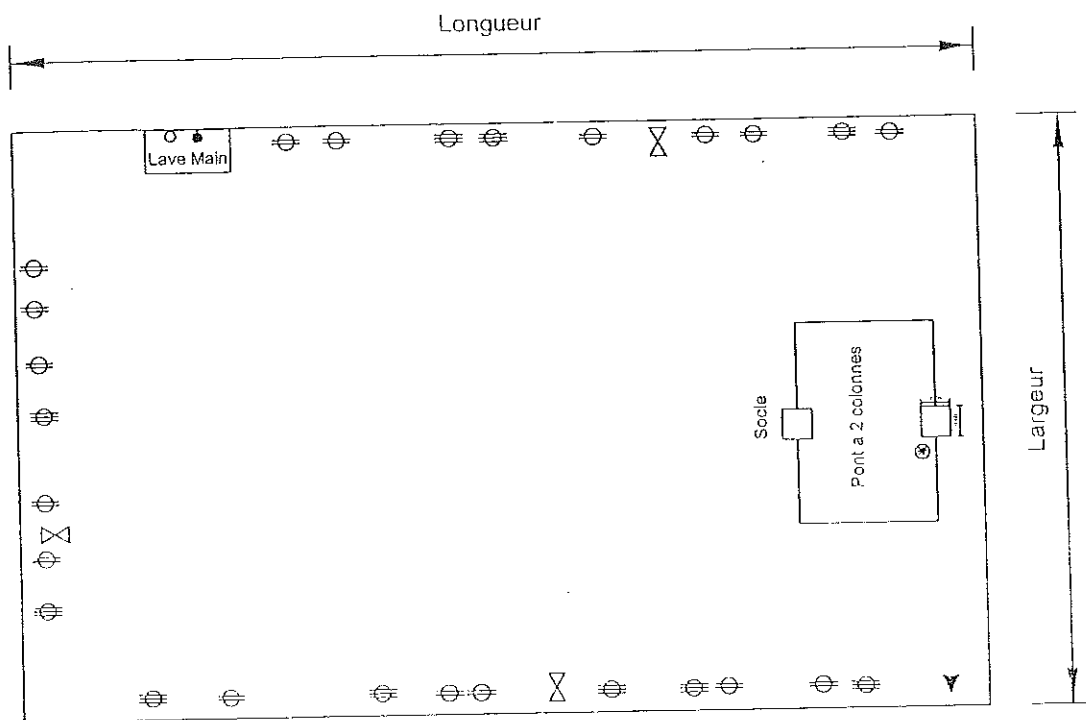 Longueur
Lave Main
Socle
Pont a 2 colonnes
Largeur